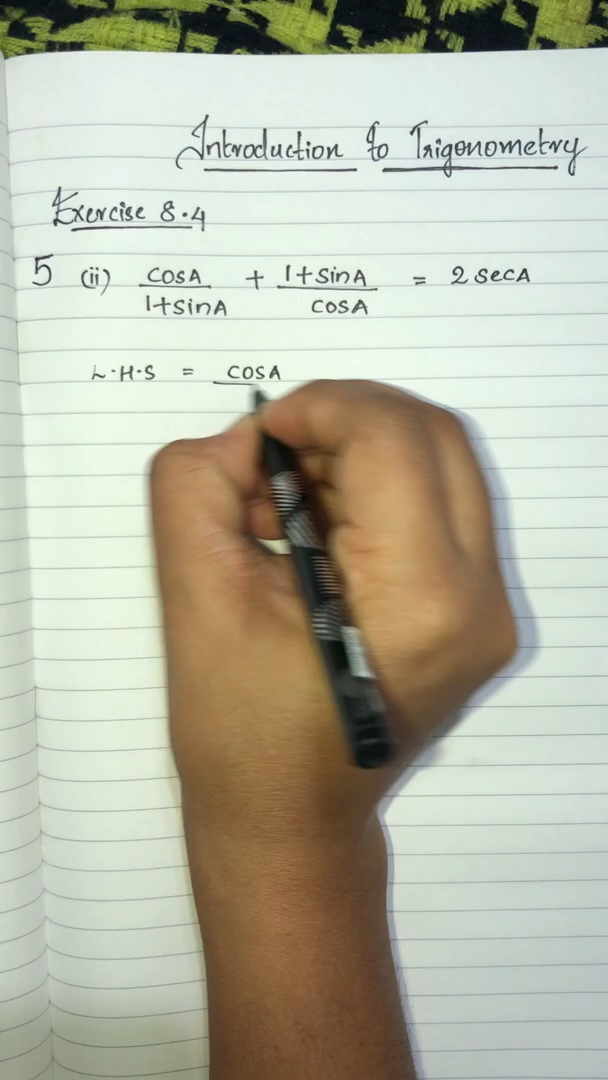 Introduction to Trigonometry
Exercise 8.4
5 (ii) cosA/1+sinA + 1+sinA/cosA = 2 secA
L.H.S = cosA